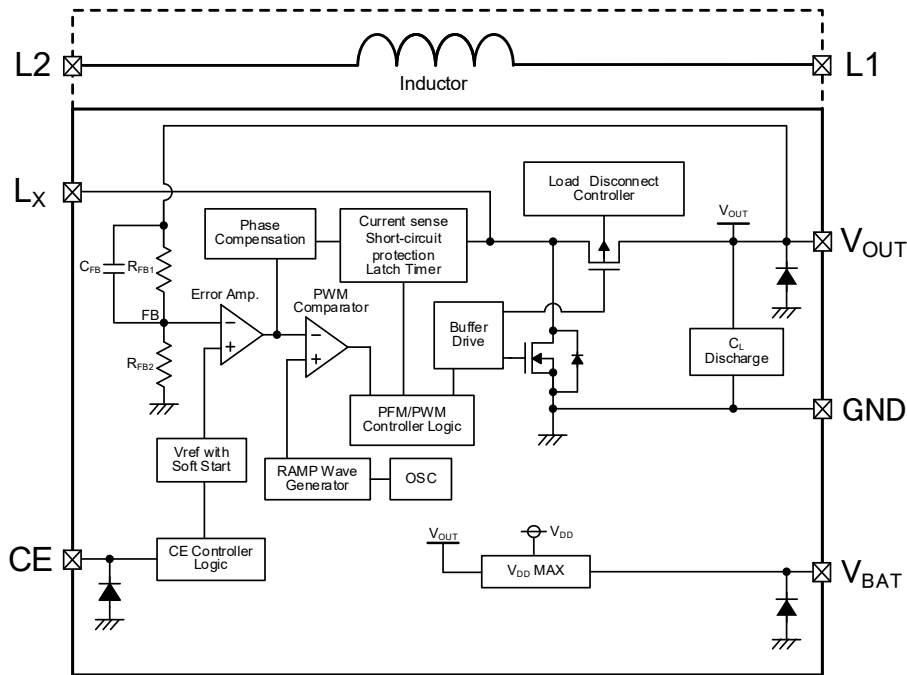 L2
L1
Inductor
LX
Load Disconnect
Controller
Phase
Compensation
Current sense
Short-circuit
protection
Latch Timer
VOUT
VOUT
CFB
RFB1
Error Amp.
PWM
Comparator
FB
Buffer
Drive
CL
Discharge
RFB2
PFM/PWM
Controller Logic
GND
Vref with
Soft Start
RAMP Wave
Generator
OSC
CE
CE Controller
Logic
VOUT
VDD
VDD MAX
VBAT